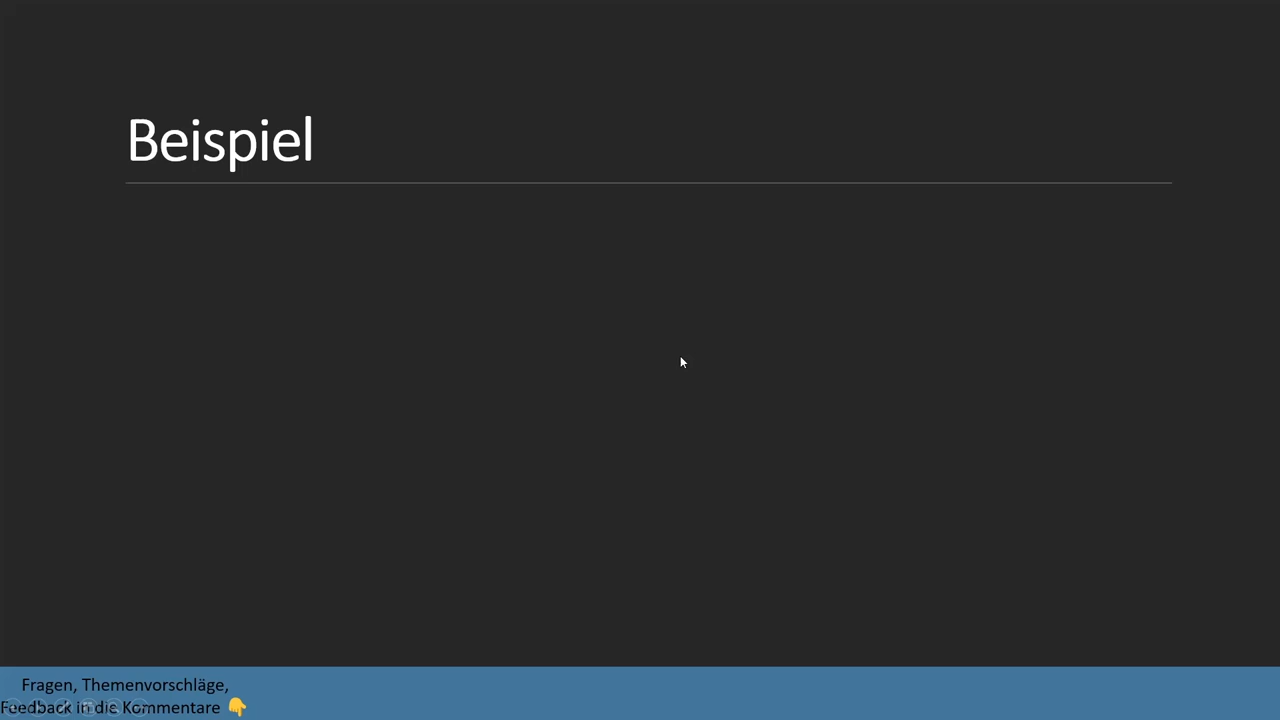 Beispiel
Fragen, Themenvorschläge,
Feedback in die Kommentare 👇